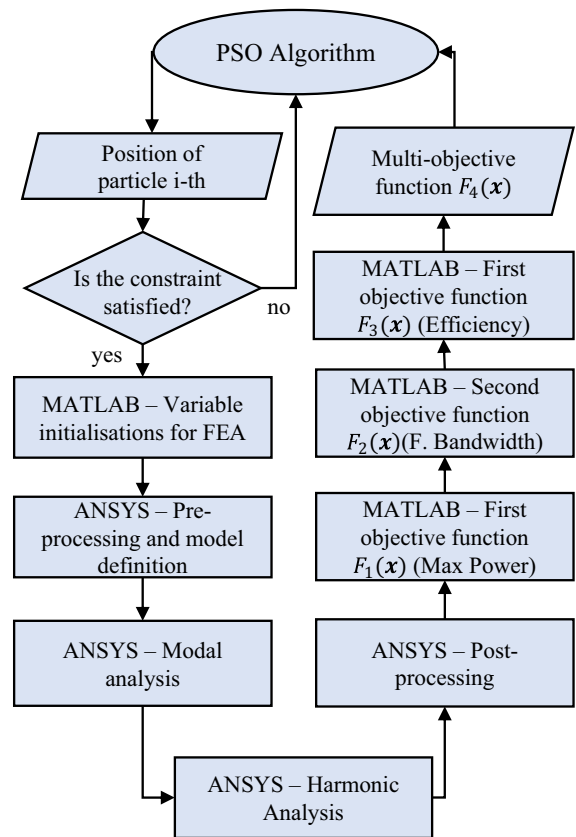 PSO Algorithm
Position of
particle i-th
Is the constraint
satisfied?
no
yes
MATLAB – Variable
initialisations for FEA
ANSYS – Pre-
processing and model
definition
ANSYS – Modal
analysis
ANSYS – Harmonic
Analysis
ANSYS – Post-
processing
MATLAB – First
objective function
F₁(x) (Max Power)
MATLAB – Second
objective function
F₂(x)(F. Bandwidth)
MATLAB – First
objective function
F₃(x) (Efficiency)
Multi-objective
function F₄(x)